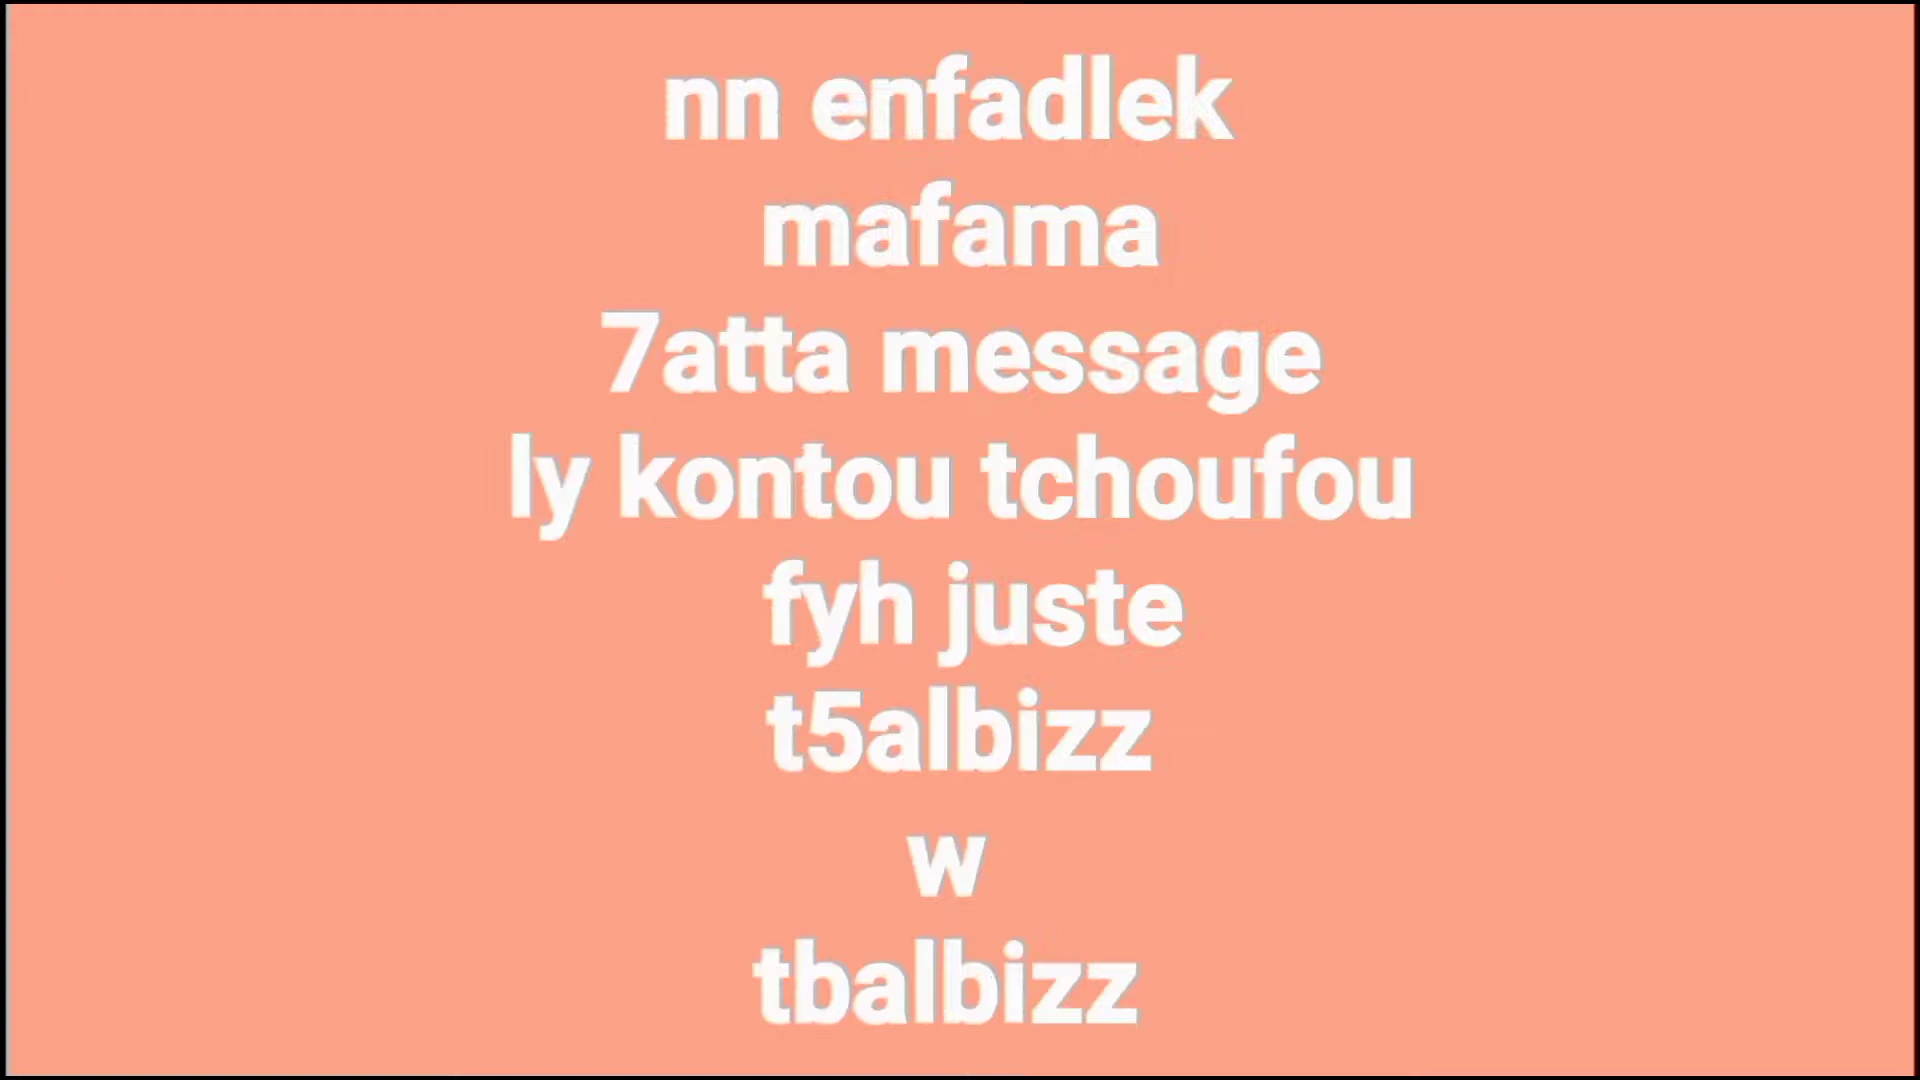 nn enfadlek
mafama
7atta message
ly kontou tchoufou
fyh juste
t5albizz
w
tbalbizz